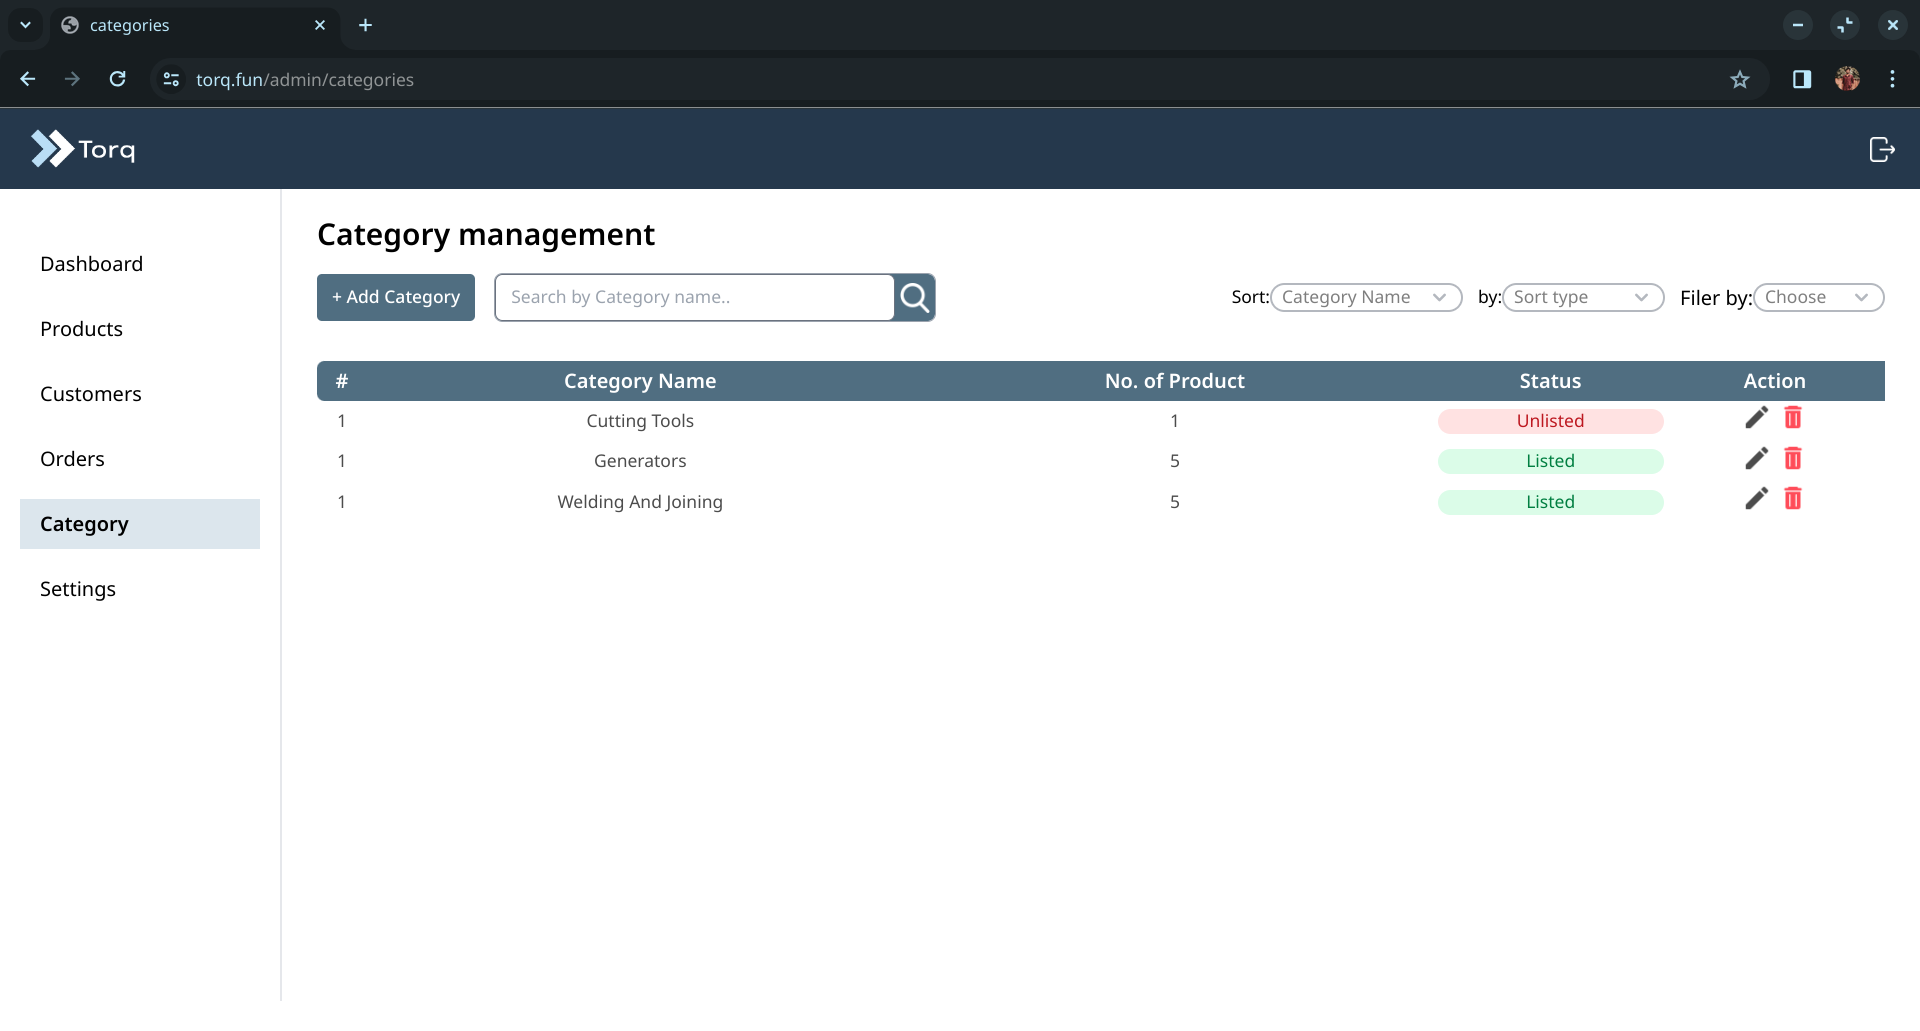 categories
torq.fun/admin/categories
Torq
Dashboard
Products
Customers
Orders
Category
Settings
Category management
+ Add Category
Search by Category name..
Sort: Category Name by: Sort type Filer by: Choose
# Category Name No. of Product Status Action
1 Cutting Tools 1 Unlisted
1 Generators 5 Listed
1 Welding And Joining 5 Listed